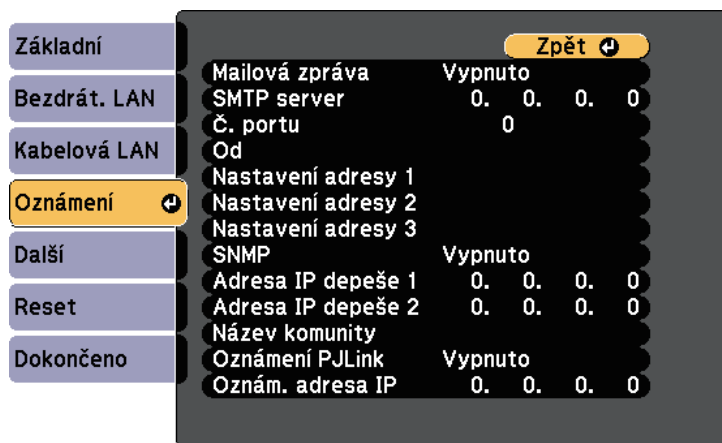 Základní
Bezdrát. LAN
Kabelová LAN
Oznámení
Další
Reset
Dokončeno
Zpět
Mailová zpráva Vypnuto
SMTP server 0. 0. 0. 0
Č. portu 0
Od
Nastavení adresy 1
Nastavení adresy 2
Nastavení adresy 3
SNMP Vypnuto
Adresa IP depeše 1 0. 0. 0. 0
Adresa IP depeše 2 0. 0. 0. 0
Název komunity
Oznámení PJLink Vypnuto
Oznám. adresa IP 0. 0. 0. 0